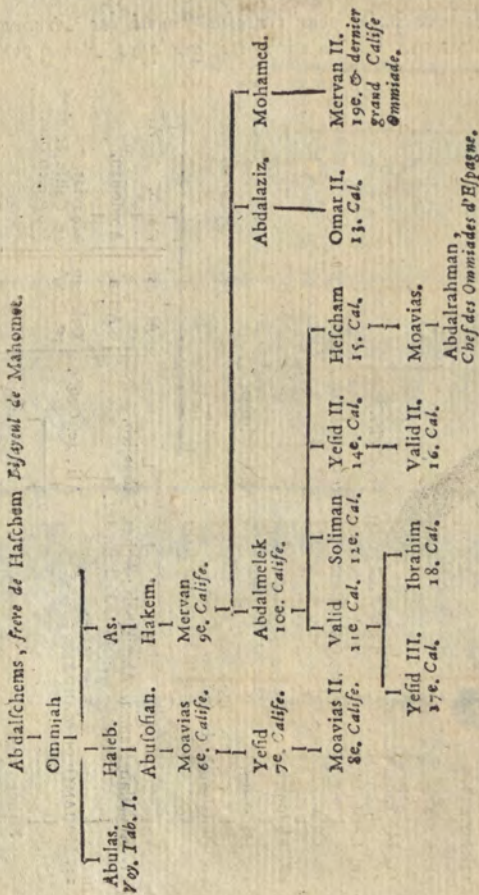 Abdalſchems, frere de Haſchem Biſayeul de Mahomet.
Ommiah
Abulas.
Voy. Tab. I.
Haleb.
As.
Abuſofian.
Hakem.
Moavias
6e. Calife.
Mervan
9e. Calife.
Yeſid
7e. Calife.
Abdalmelek
10e. Calife.
Abdalaziz.
Mohamed.
Moavias II.
8e. Calife.
Valid
11e Cal.
Soliman
12e. Cal.
Yeſid II.
14e. Cal.
Heſcham
15. Cal.
Omar II.
13. Cal.
Mervan II.
19e. & dernier
grand Calife
Ommiade.
Yeſid III.
17e. Cal.
Ibrahim
18. Cal.
Valid II.
16. Cal.
Moavias.
Abdalrahman,
Chef des Ommiades d'Eſpagne.